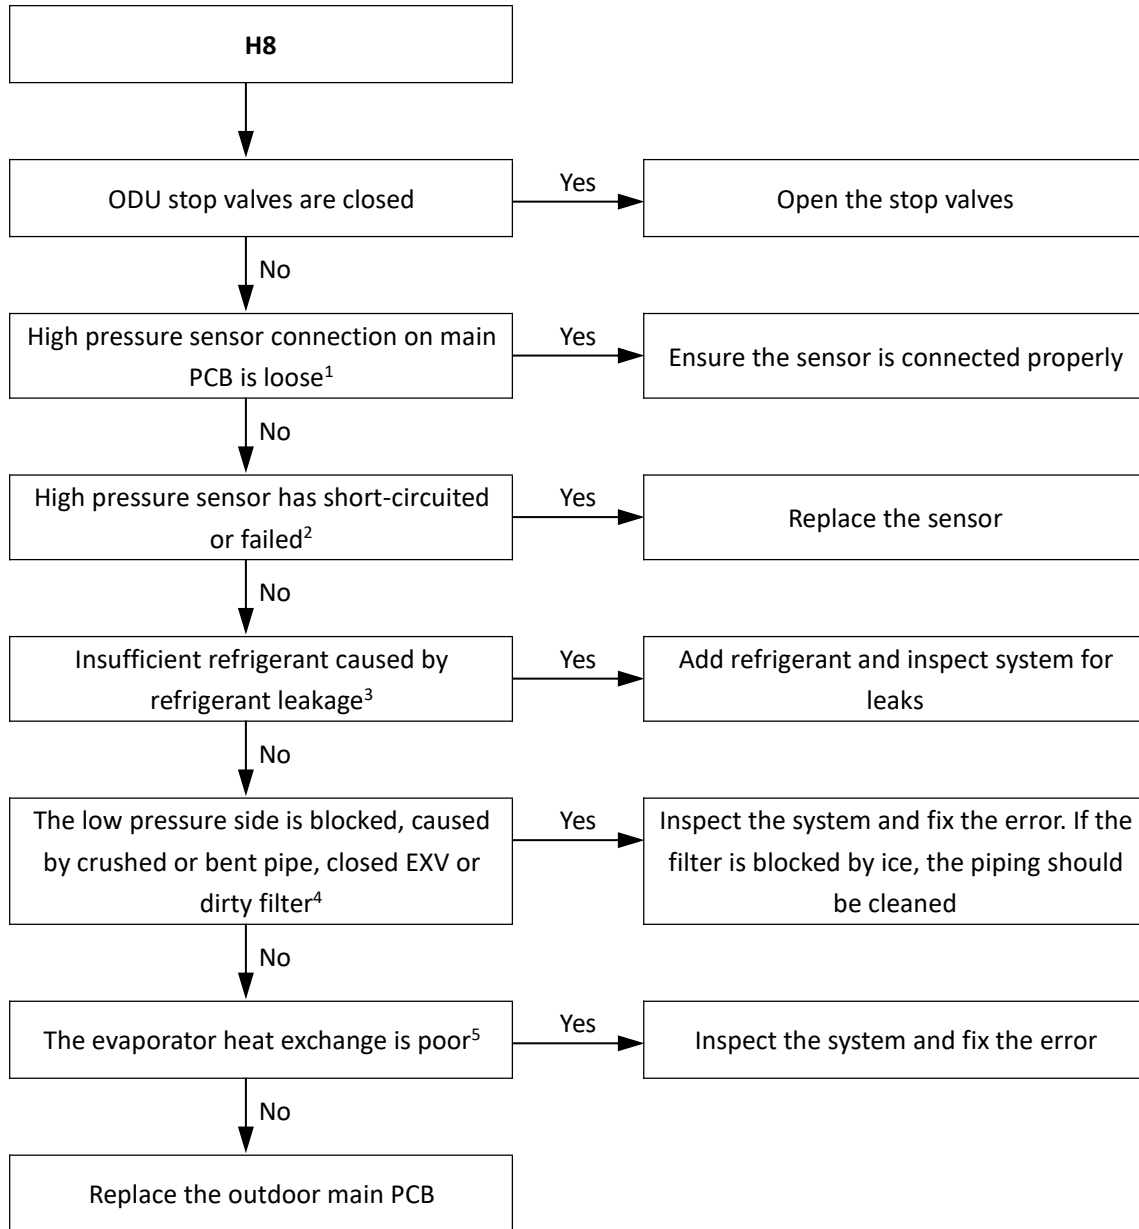 H8
ODU stop valves are closed
Yes
Open the stop valves
No
High pressure sensor connection on main
PCB is loose1
Yes
Ensure the sensor is connected properly
No
High pressure sensor has short-circuited
or failed2
Yes
Replace the sensor
No
Insufficient refrigerant caused by
refrigerant leakage3
Yes
Add refrigerant and inspect system for
leaks
No
The low pressure side is blocked, caused
by crushed or bent pipe, closed EXV or
dirty filter4
Yes
Inspect the system and fix the error. If the
filter is blocked by ice, the piping should
be cleaned
No
The evaporator heat exchange is poor5
Yes
Inspect the system and fix the error
No
Replace the outdoor main PCB